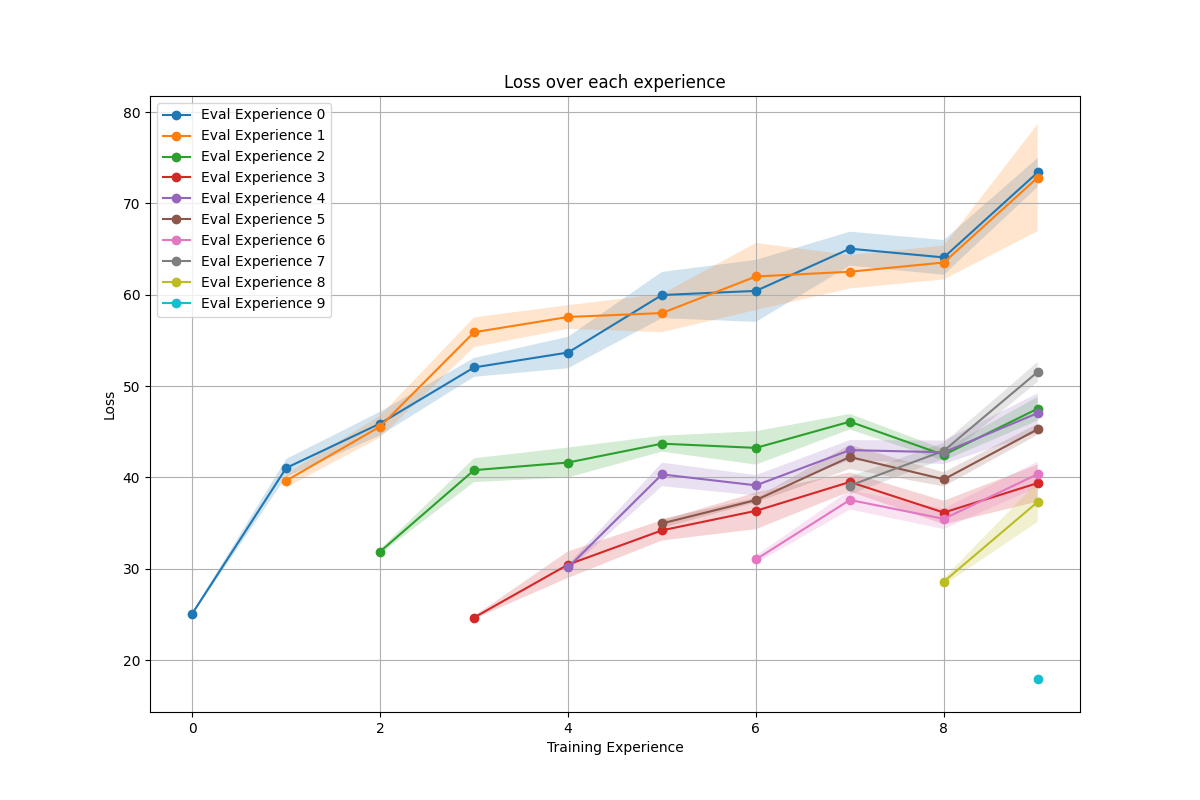 Loss over each experience
80
70
60
50
40
30
20
Loss
Eval Experience 0
Eval Experience 1
Eval Experience 2
Eval Experience 3
Eval Experience 4
Eval Experience 5
Eval Experience 6
Eval Experience 7
Eval Experience 8
Eval Experience 9
0 2 4 6 8
Training Experience